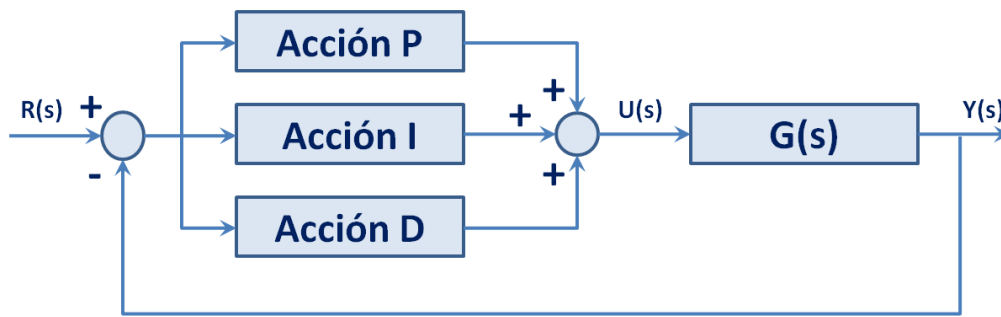 Acción P
R(s)
+
-
Acción I
+
+
+
U(s)
G(s)
Y(s)
Acción D